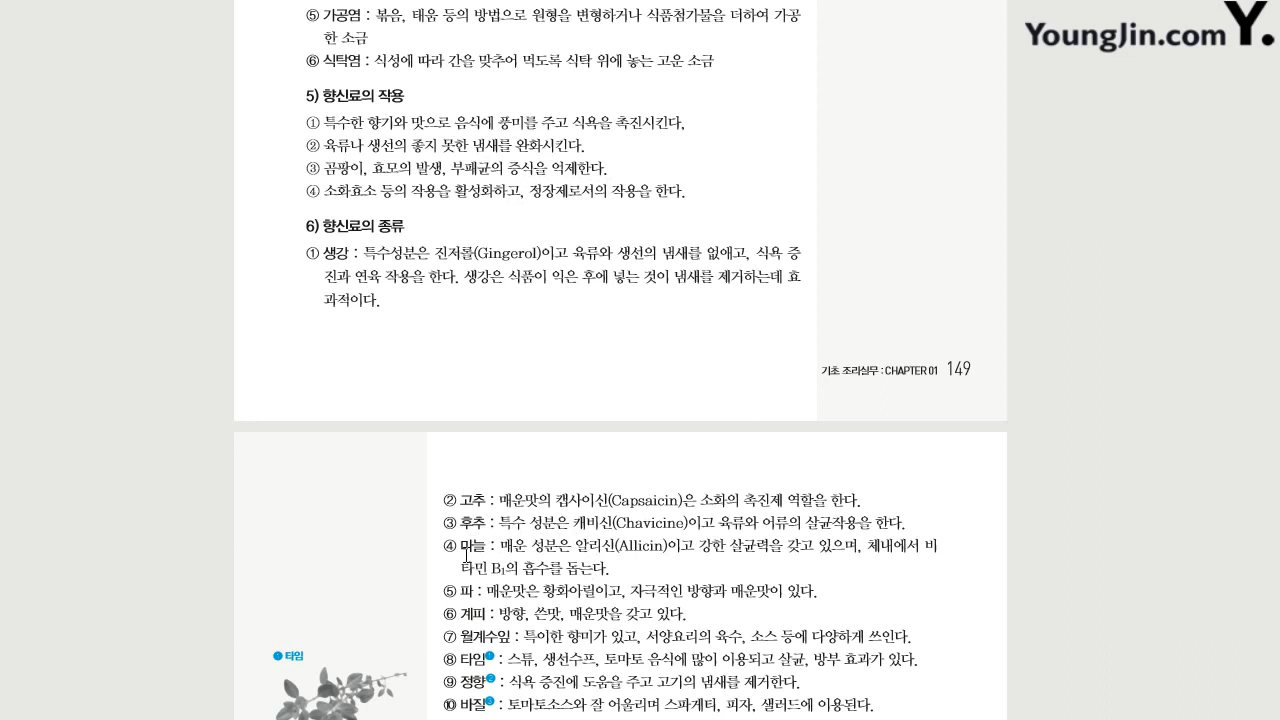 ⑤ 가공염 : 볶음, 태움 등의 방법으로 원형을 변형하거나 식품첨가물을 더하여 가공
한 소금
⑥ 식탁염 : 식성에 따라 간을 맞추어 먹도록 식탁 위에 놓는 고운 소금
5) 향신료의 작용
① 특수한 향기와 맛으로 음식에 풍미를 주고 식욕을 촉진시킨다.
② 육류나 생선의 좋지 못한 냄새를 완화시킨다.
③ 곰팡이, 효모의 발생, 부패균의 증식을 억제한다.
④ 소화효소 등의 작용을 활성화하고, 정장제로서의 작용을 한다.
6) 향신료의 종류
① 생강 : 특수성분은 진저롤(Gingerol)이고 육류와 생선의 냄새를 없애고, 식욕 증
진과 연육 작용을 한다. 생강은 식품이 익은 후에 넣는 것이 냄새를 제거하는데 효
과적이다.
기초 조리실무 : CHAPTER 01 149
YoungJin.com Y.
② 고추 : 매운맛의 캡사이신(Capsaicin)은 소화의 촉진제 역할을 한다.
③ 후추 : 특수 성분은 캐비신(Chavicine)이고 육류와 어류의 살균작용을 한다.
④ 마늘 : 매운 성분은 알리신(Allicin)이고 강한 살균력을 갖고 있으며, 체내에서 비
타민 B₁의 흡수를 돕는다.
⑤ 파 : 매운맛은 황화아릴이고, 자극적인 방향과 매운맛이 있다.
⑥ 계피 : 방향, 쓴맛, 매운맛을 갖고 있다.
⑦ 월계수잎 : 특이한 향미가 있고, 서양요리의 육수, 소스 등에 다양하게 쓰인다.
⑧ 타임❶ : 스튜, 생선수프, 토마토 음식에 많이 이용되고 살균, 방부 효과가 있다.
⑨ 정향❷ : 식욕 증진에 도움을 주고 고기의 냄새를 제거한다.
⑩ 바질❸ : 토마토소스와 잘 어울리며 스파게티, 피자, 샐러드에 이용된다.
❶ 타임